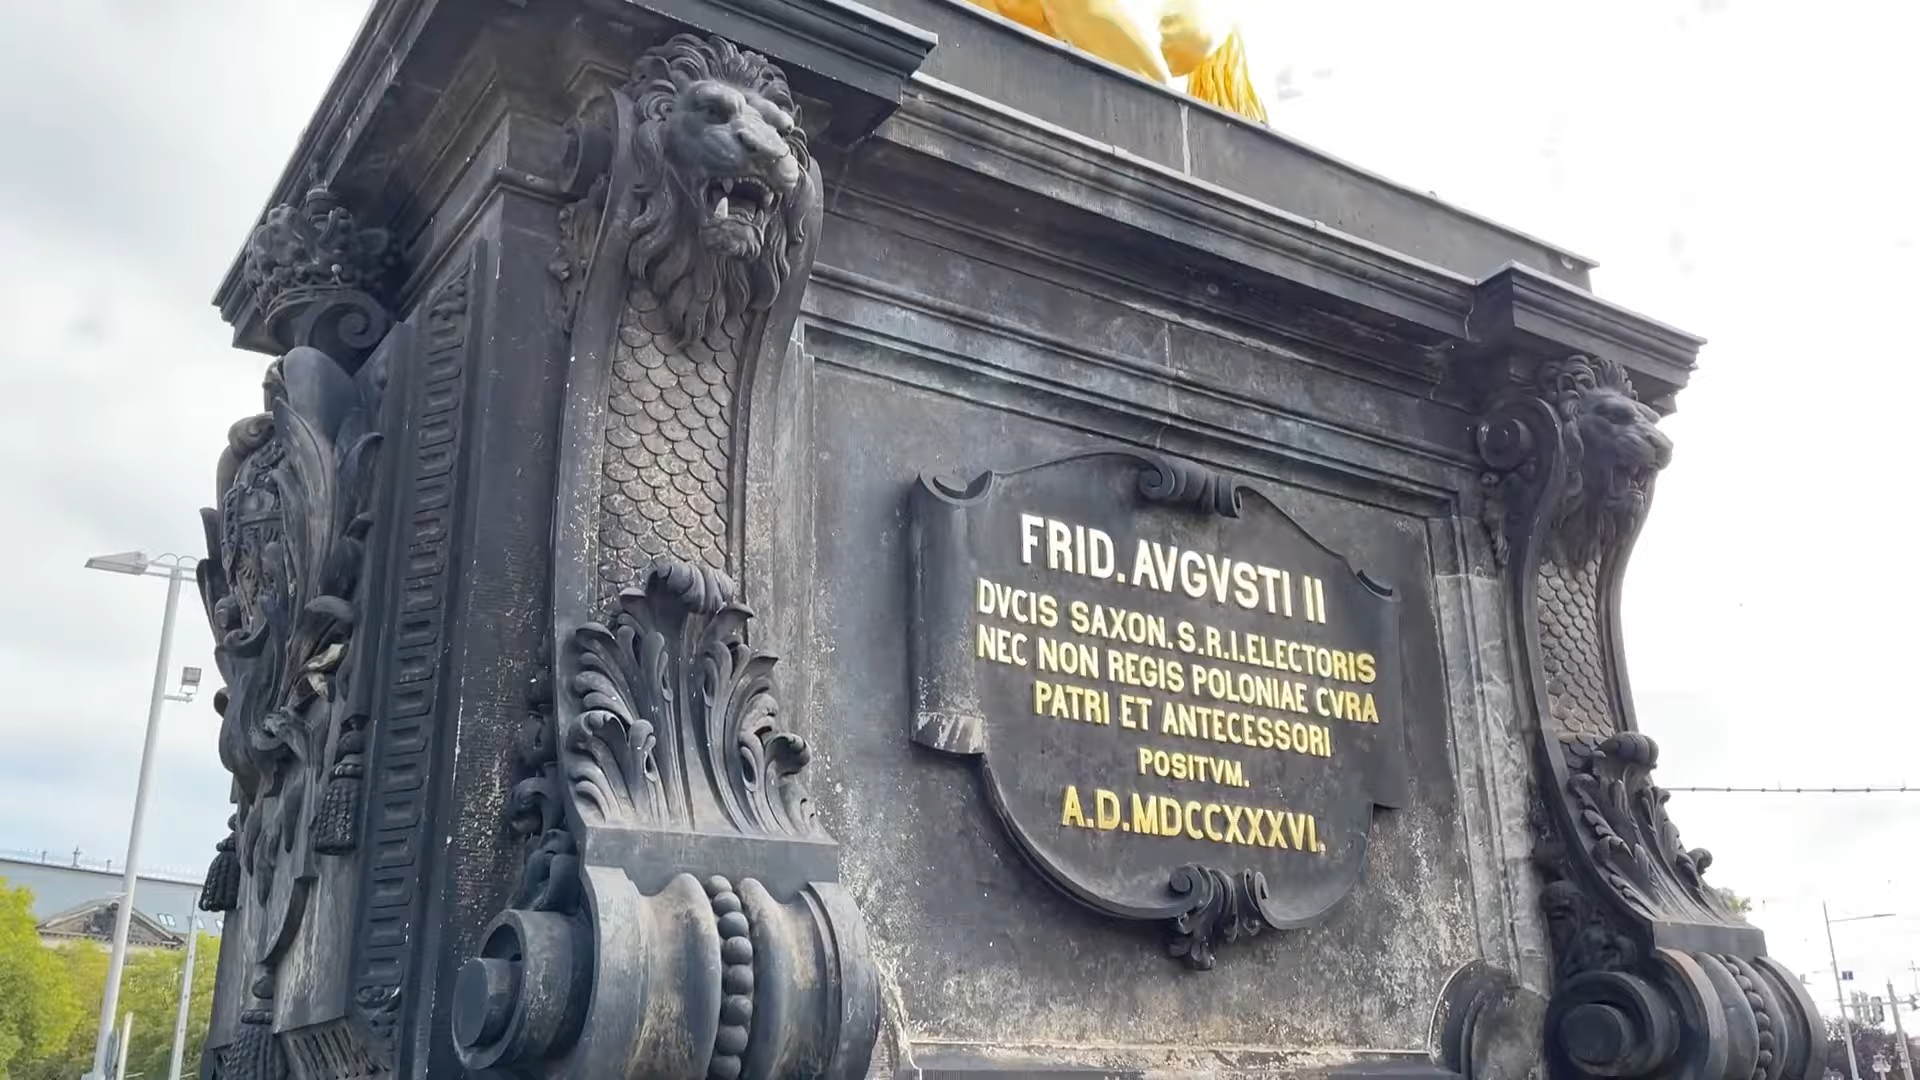 FRID. AVGVSTI II
DVCIS SAXON. S.R.I. ELECTORIS
NEC NON REGIS POLONIAE CVRA
PATRI ET ANTECESSORI
POSITVM.
A.D.MDCCXXXVI.